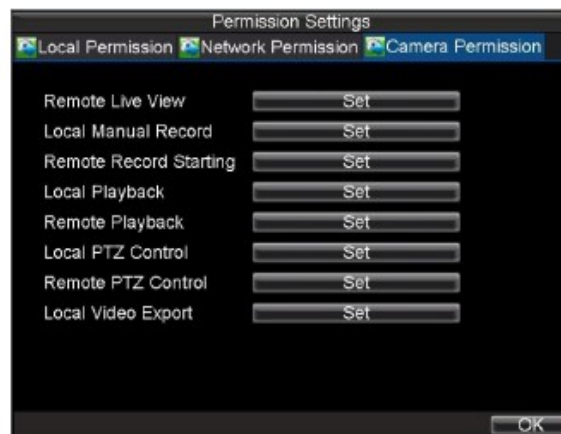 Permission Settings
Local Permission Network Permission Camera Permission
Remote Live View Set
Local Manual Record Set
Remote Record Starting Set
Local Playback Set
Remote Playback Set
Local PTZ Control Set
Remote PTZ Control Set
Local Video Export Set
OK